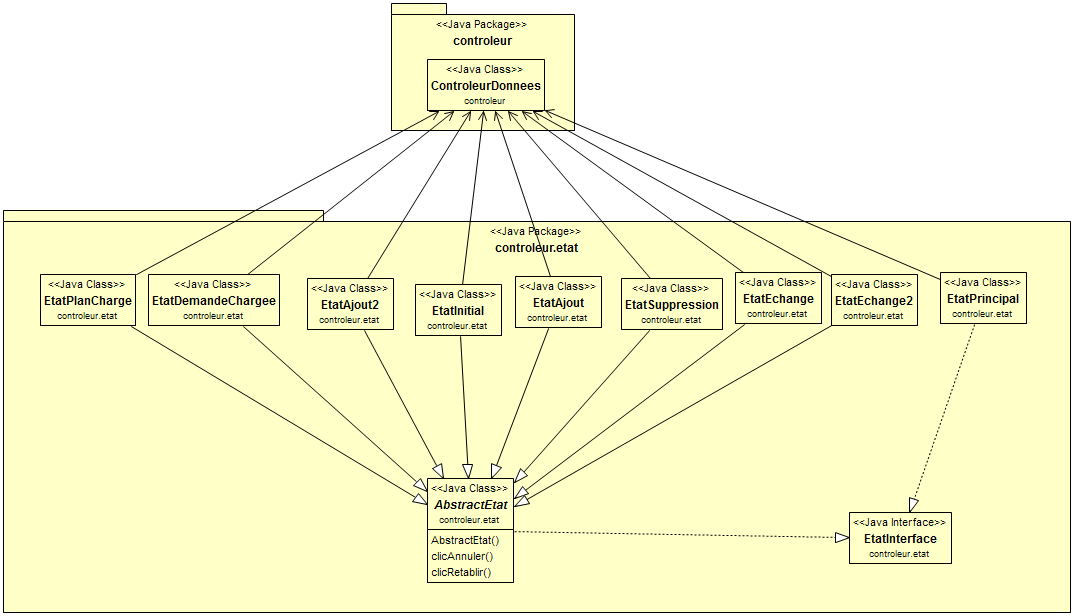 <<Java Package>>
controleur
<<Java Class>>
ControleurDonnees
controleur
<<Java Package>>
controleur.etat
<<Java Class>>
EtatPlanCharge
controleur.etat
<<Java Class>>
EtatDemandeChargee
controleur.etat
<<Java Class>>
EtatAjout2
controleur.etat
<<Java Class>>
EtatInitial
controleur.etat
<<Java Class>>
EtatAjout
controleur.etat
<<Java Class>>
EtatSuppression
controleur.etat
<<Java Class>>
EtatEchange
controleur.etat
<<Java Class>>
EtatEchange2
controleur.etat
<<Java Class>>
EtatPrincipal
controleur.etat
<<Java Class>>
AbstractEtat
controleur.etat
AbstractEtat()
clicAnnuler()
clicRetablir()
<<Java Interface>>
EtatInterface
controleur.etat